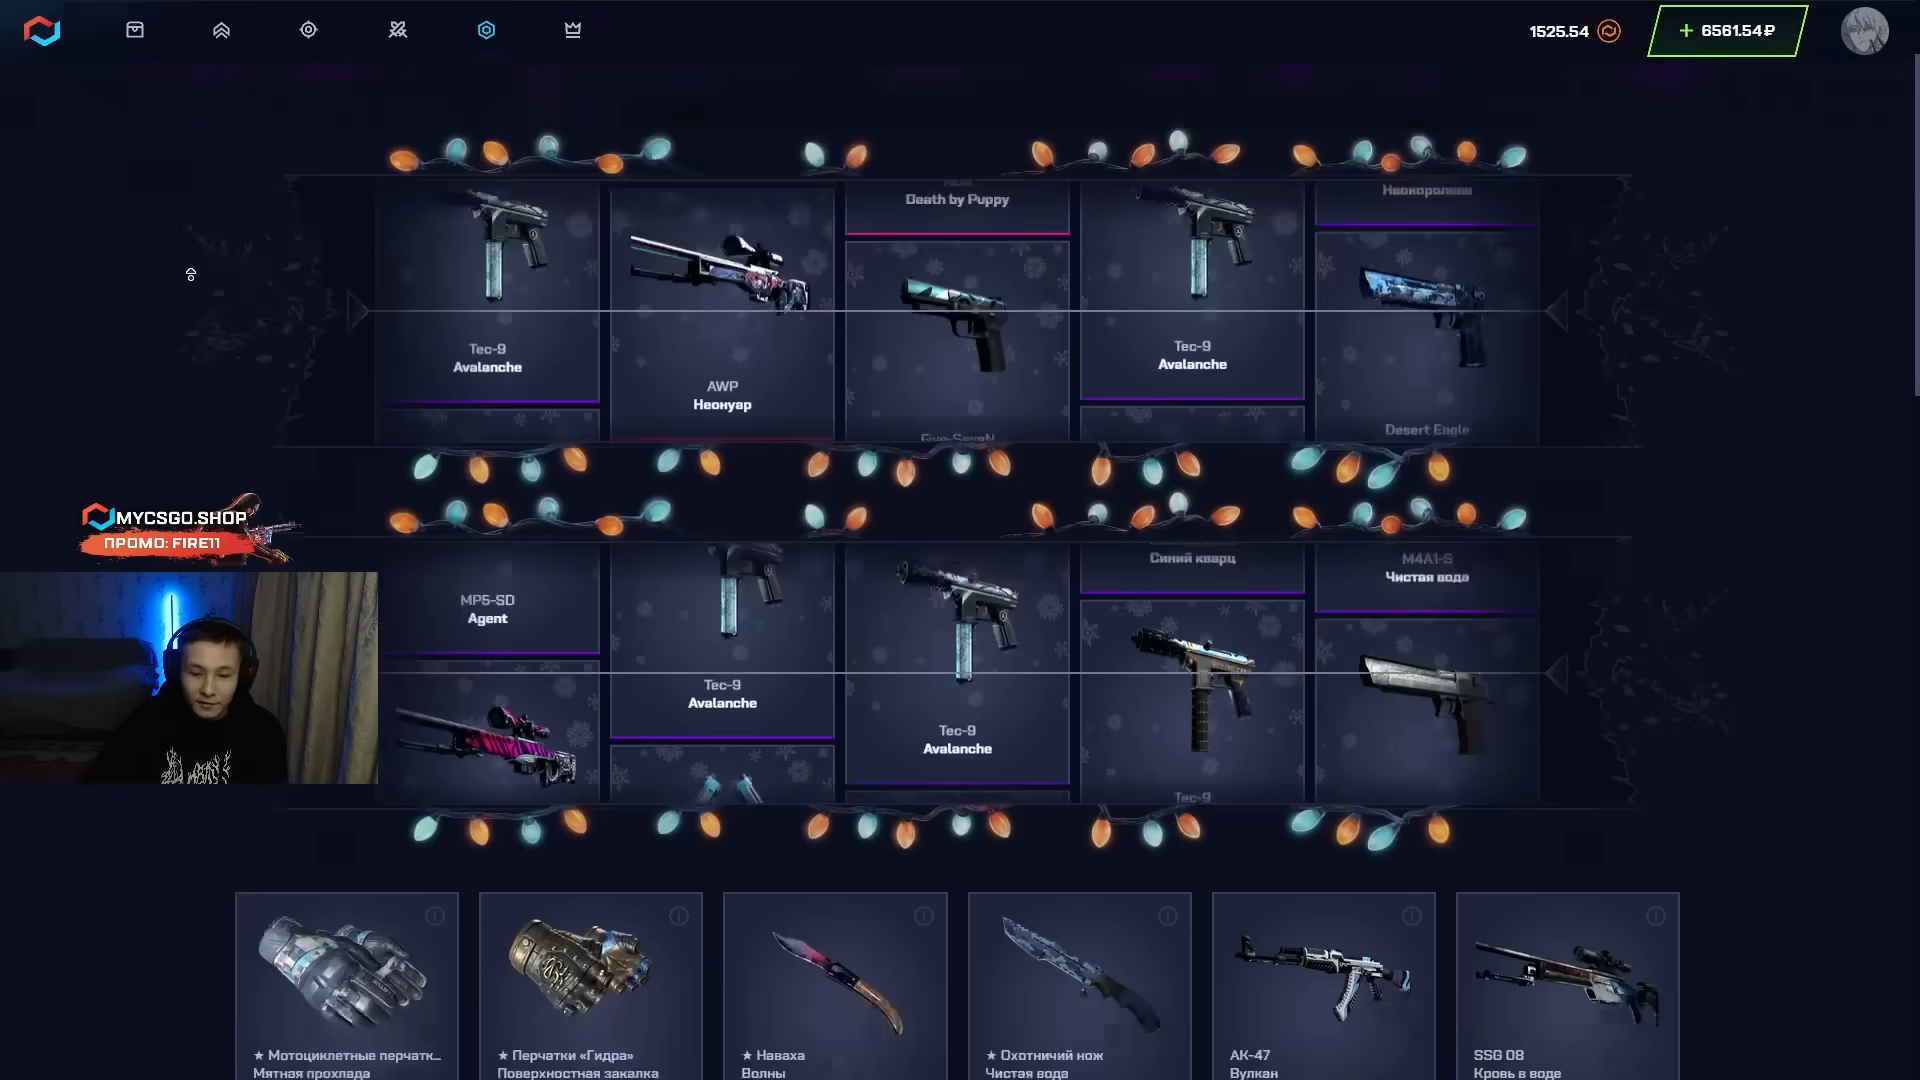 1525.54
+ 6561.54₽
Death by Puppy
Tec-9
Avalanche
AWP
Неонуар
Tec-9
Avalanche
Desert Eagle
MYCSGO.SHOP
ПРОМО: FIRE11
MP5-SD
Agent
Tec-9
Avalanche
Tec-9
Avalanche
Синий кварц
Tec-9
M4A1-S
Чистая вода
★ Мотоциклетные перчатк...
Мятная прохлада
★ Перчатки «Гидра»
Поверхностная закалка
★ Наваха
Волны
★ Охотничий нож
Чистая вода
AK-47
Вулкан
SSG 08
Кровь в воде